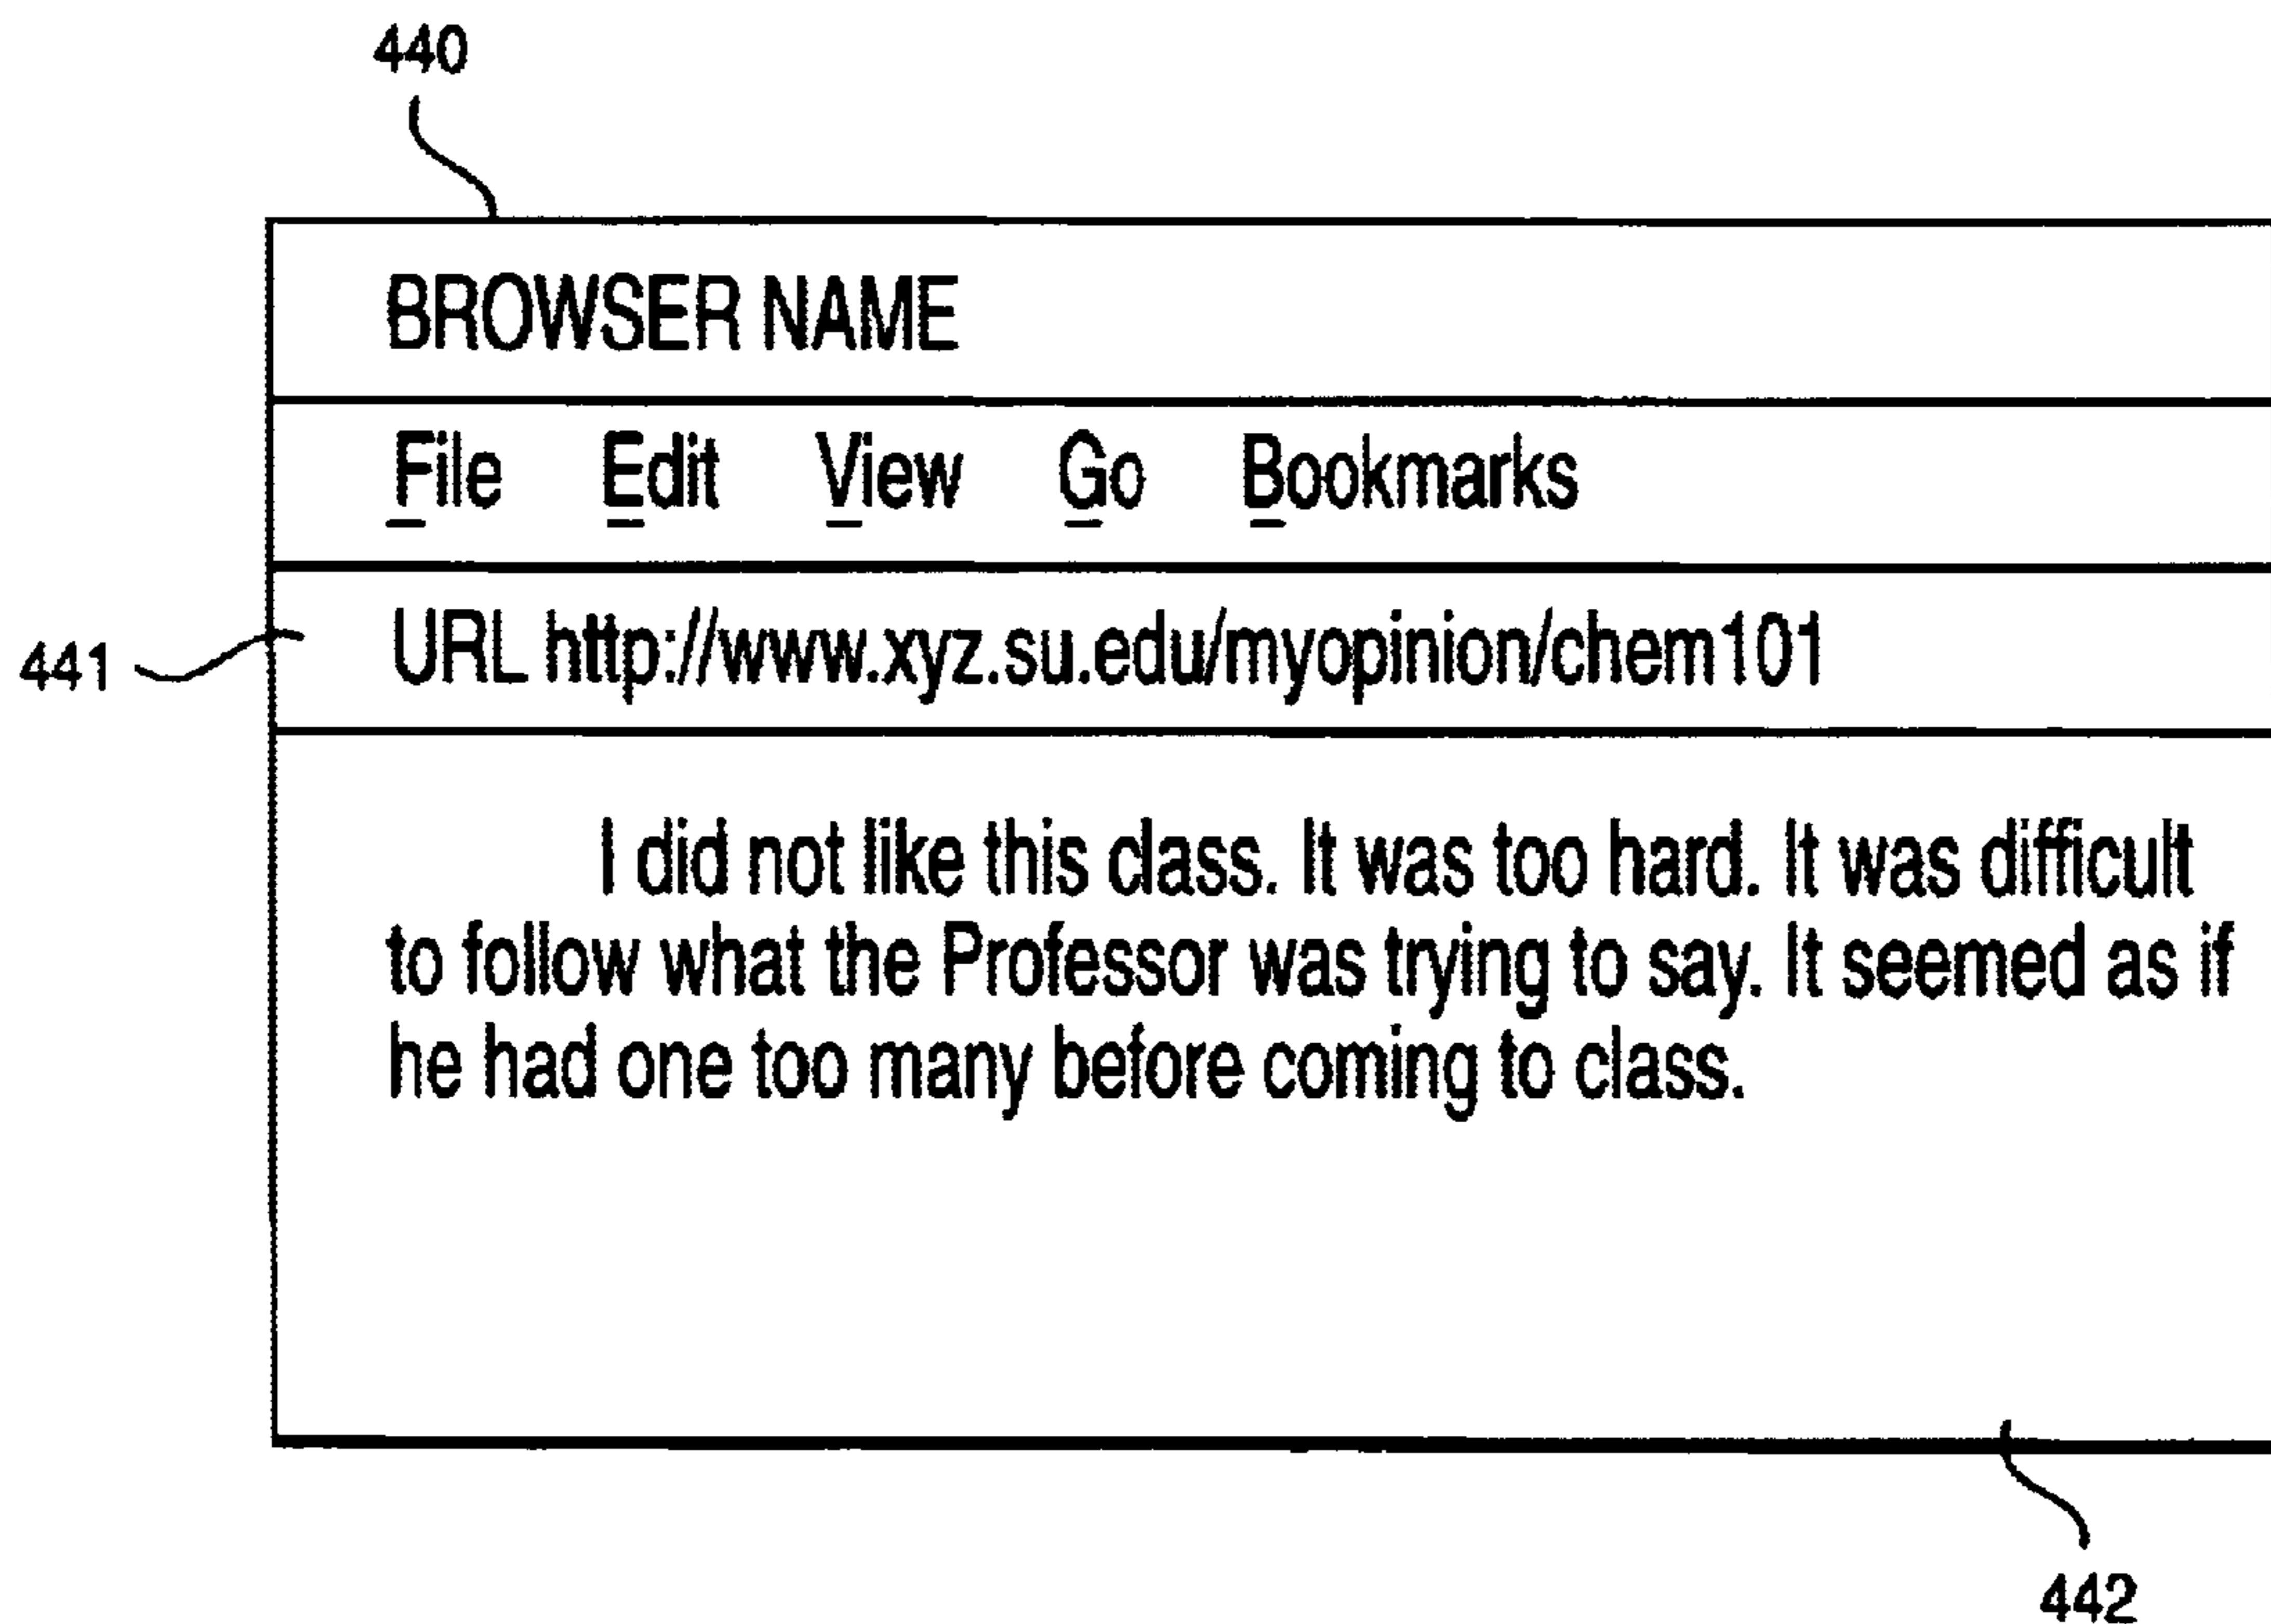 440
BROWSER NAME
File Edit View Go Bookmarks
441
URL http://www.xyz.su.edu/myopinion/chem101
I did not like this class. It was too hard. It was difficult
to follow what the Professor was trying to say. It seemed as if
he had one too many before coming to class.
442